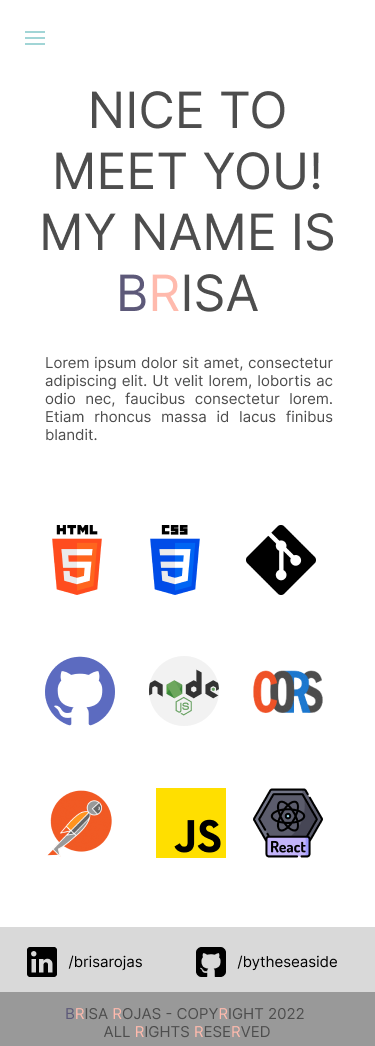 NICE TO
MEET YOU!
MY NAME IS
BRISA
Lorem ipsum dolor sit amet, consectetur
adipiscing elit. Ut velit lorem, lobortis ac
odio nec, faucibus consectetur lorem.
Etiam rhoncus massa id lacus finibus
blandit.
HTML
5
CSS
3
node
JS
CORS
JS
React
in
/brisarojas
/bytheseaside
BRISA ROJAS - COPYRIGHT 2022
ALL RIGHTS RESERVED